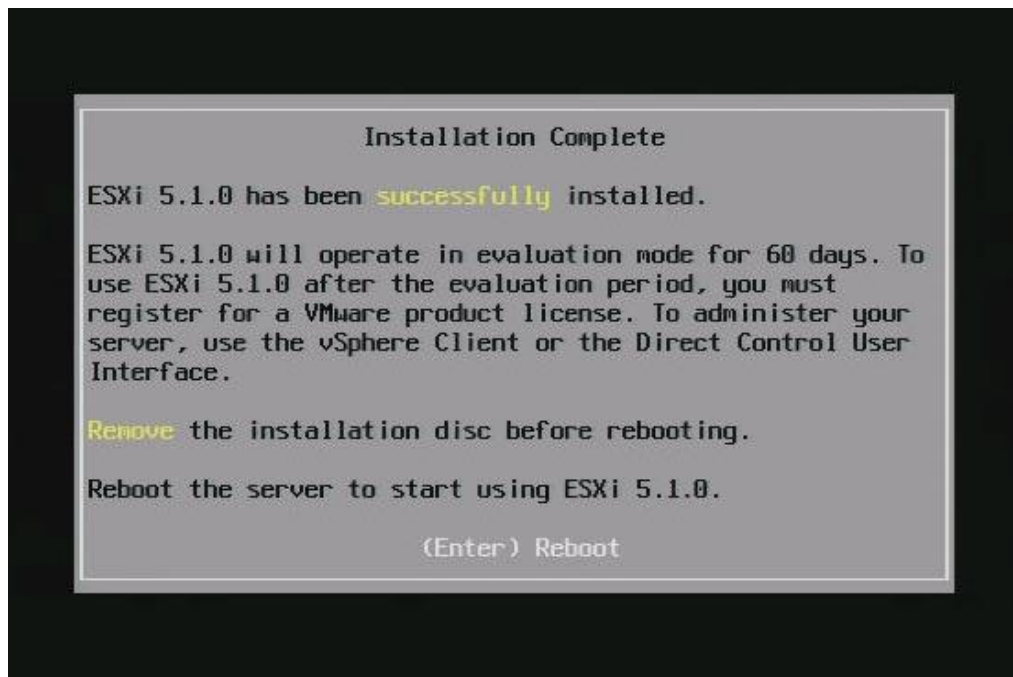 Installation Complete
ESXi 5.1.0 has been successfully installed.
ESXi 5.1.0 will operate in evaluation mode for 60 days. To
use ESXi 5.1.0 after the evaluation period, you must
register for a VMware product license. To administer your
server, use the vSphere Client or the Direct Control User
Interface.
Remove the installation disc before rebooting.
Reboot the server to start using ESXi 5.1.0.
(Enter) Reboot